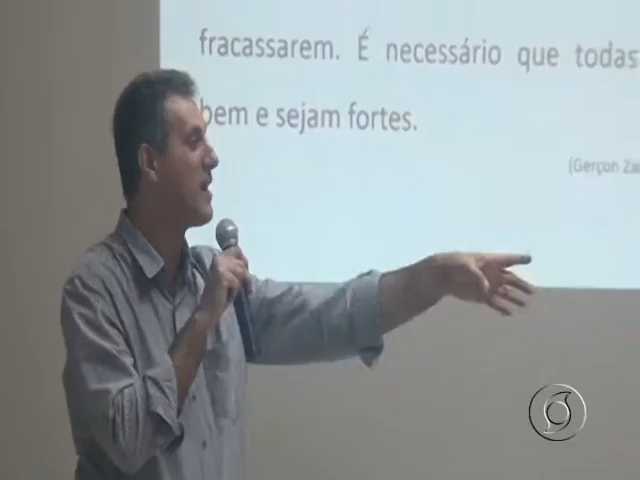 fracassarem. É necessário que todas
bem e sejam fortes.
(Gerçon